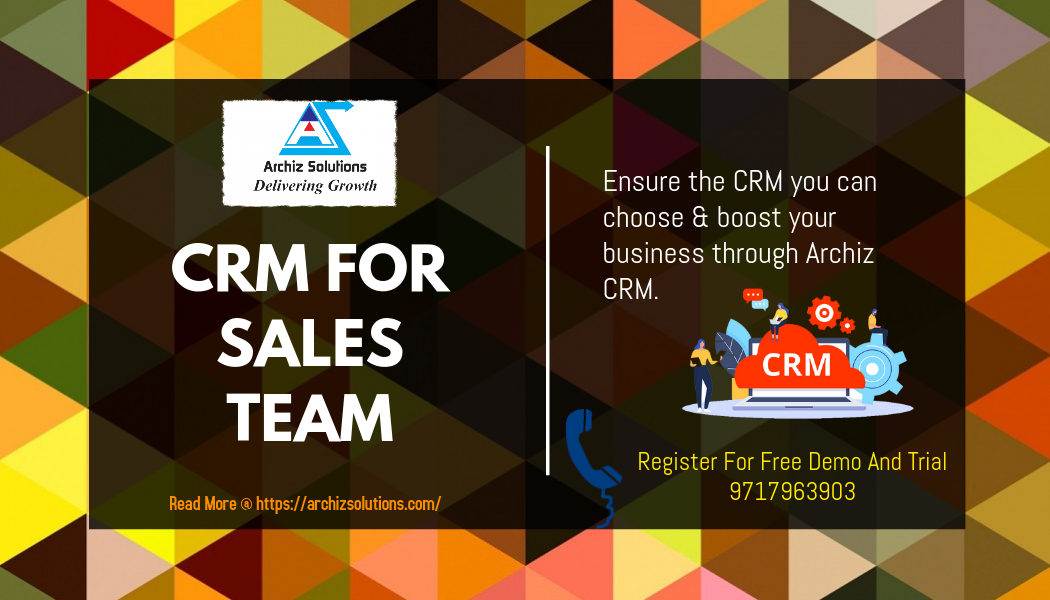 Archiz Solutions
Delivering Growth
CRM FOR
SALES
TEAM
Read More @ https://archizsolutions.com/
Ensure the CRM you can
choose & boost your
business through Archiz
CRM.
CRM
Register For Free Demo And Trial
9717963903